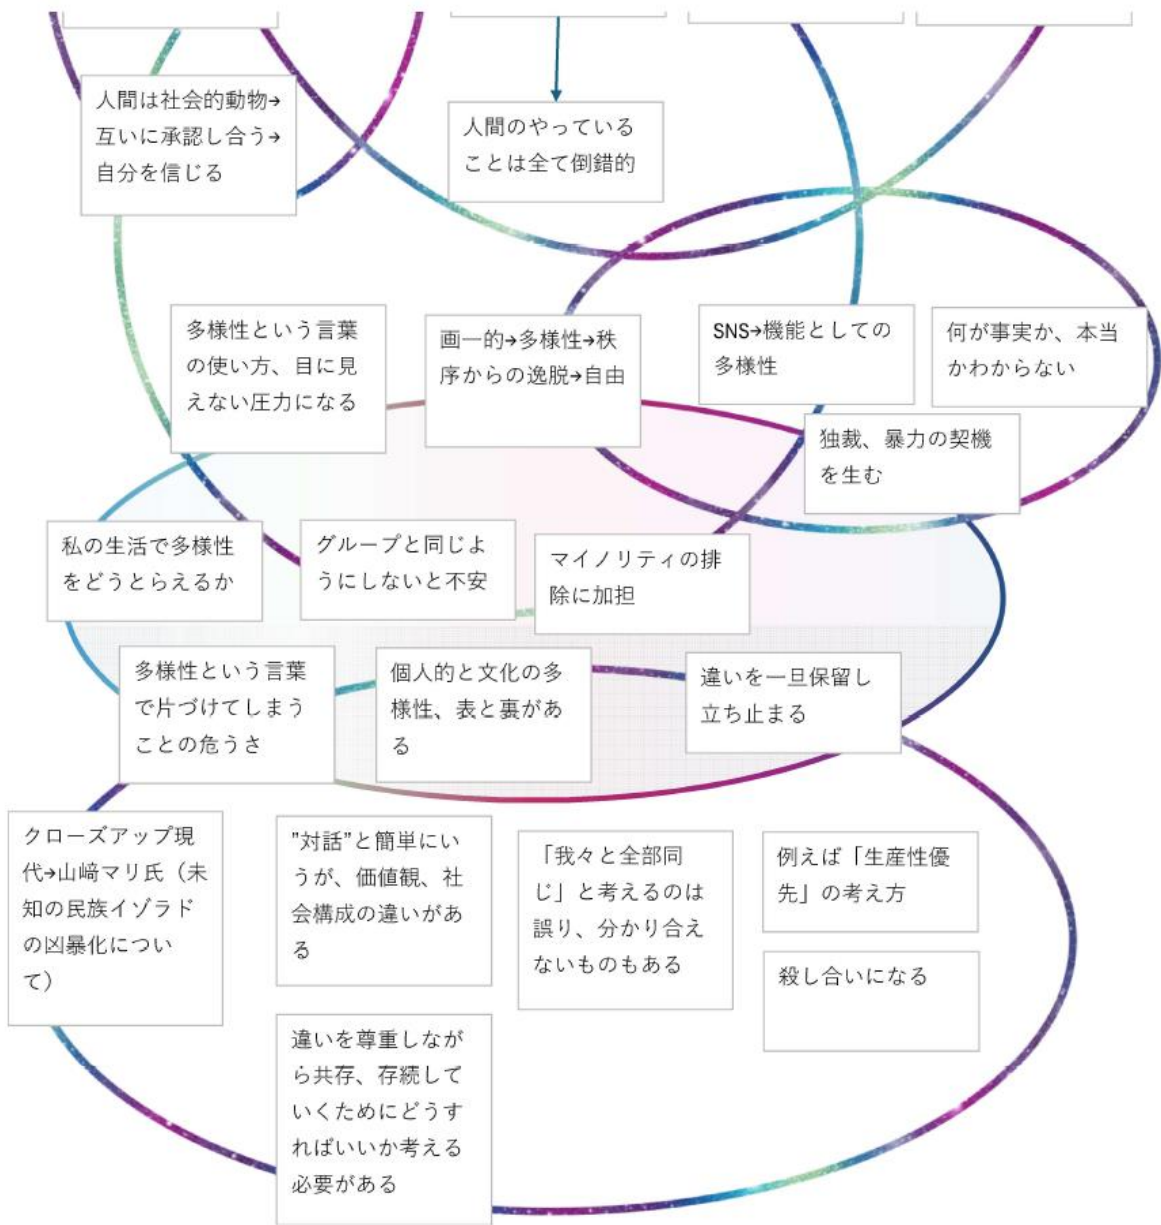 人間は社会的動物→
互いに承認し合う→
自分を信じる
人間のやっている
ことは全て倒錯的
多様性という言葉
の使い方、目に見
えない圧力になる
画一的→多様性→秩
序からの逸脱→自由
SNS→機能としての
多様性
何が事実か、本当
かわからない
独裁、暴力の契機
を生む
私の生活で多様性
をどうとらえるか
グループと同じよ
うにしないと不安
マイノリティの排
除に加担
多様性という言葉
で片づけてしまう
ことの危うさ
個人的と文化の多
様性、表と裏があ
る
違いを一旦保留し
立ち止まる
クローズアップ現
代→山﨑マリ氏（未
知の民族イゾラド
の凶暴化につい
て）
”対話”と簡単にい
うが、価値観、社
会構成の違いがあ
る
「我々と全部同
じ」と考えるのは
誤り、分かり合え
ないものもある
例えば「生産性優
先」の考え方
殺し合いになる
違いを尊重しなが
ら共存、存続して
いくためにどうす
ればいいか考える
必要がある